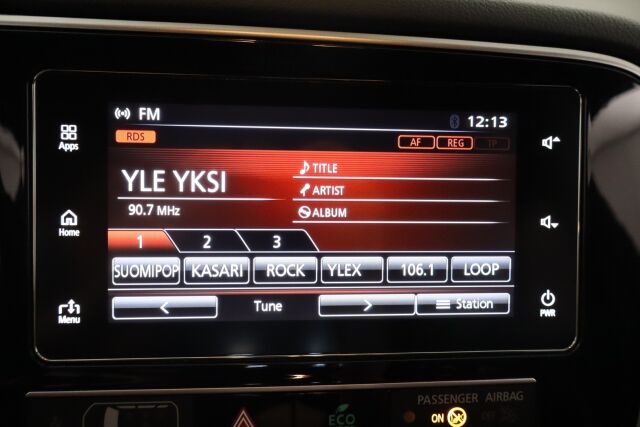 FM
12:13
RDS
AF REG TP
Apps
YLE YKSI
90.7 MHz
TITLE
ARTIST
ALBUM
Home
1 2 3
SUOMIPOP KASARI ROCK YLEX 106.1 LOOP
< Tune > Station
Menu
PWR
PASSENGER AIRBAG
ECO ON OFF